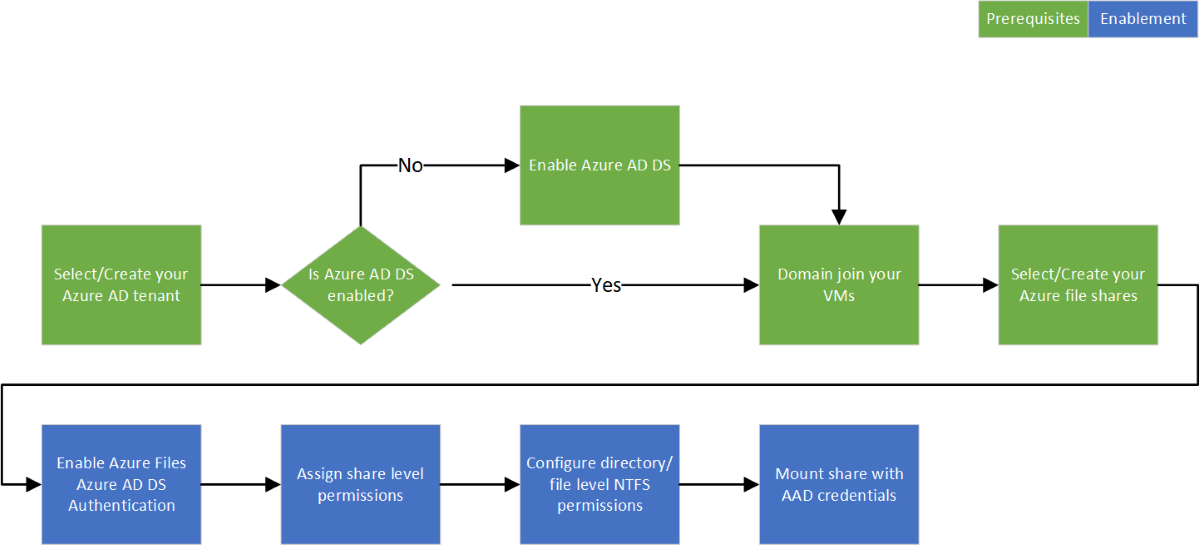 Prerequisites
Enablement
No
Enable Azure AD DS
Select/Create your
Azure AD tenant
Is Azure AD DS
enabled?
Yes
Domain join your
VMs
Select/Create your
Azure file shares
Enable Azure Files
Azure AD DS
Authentication
Assign share level
permissions
Configure directory/
file level NTFS
permissions
Mount share with
AAD credentials